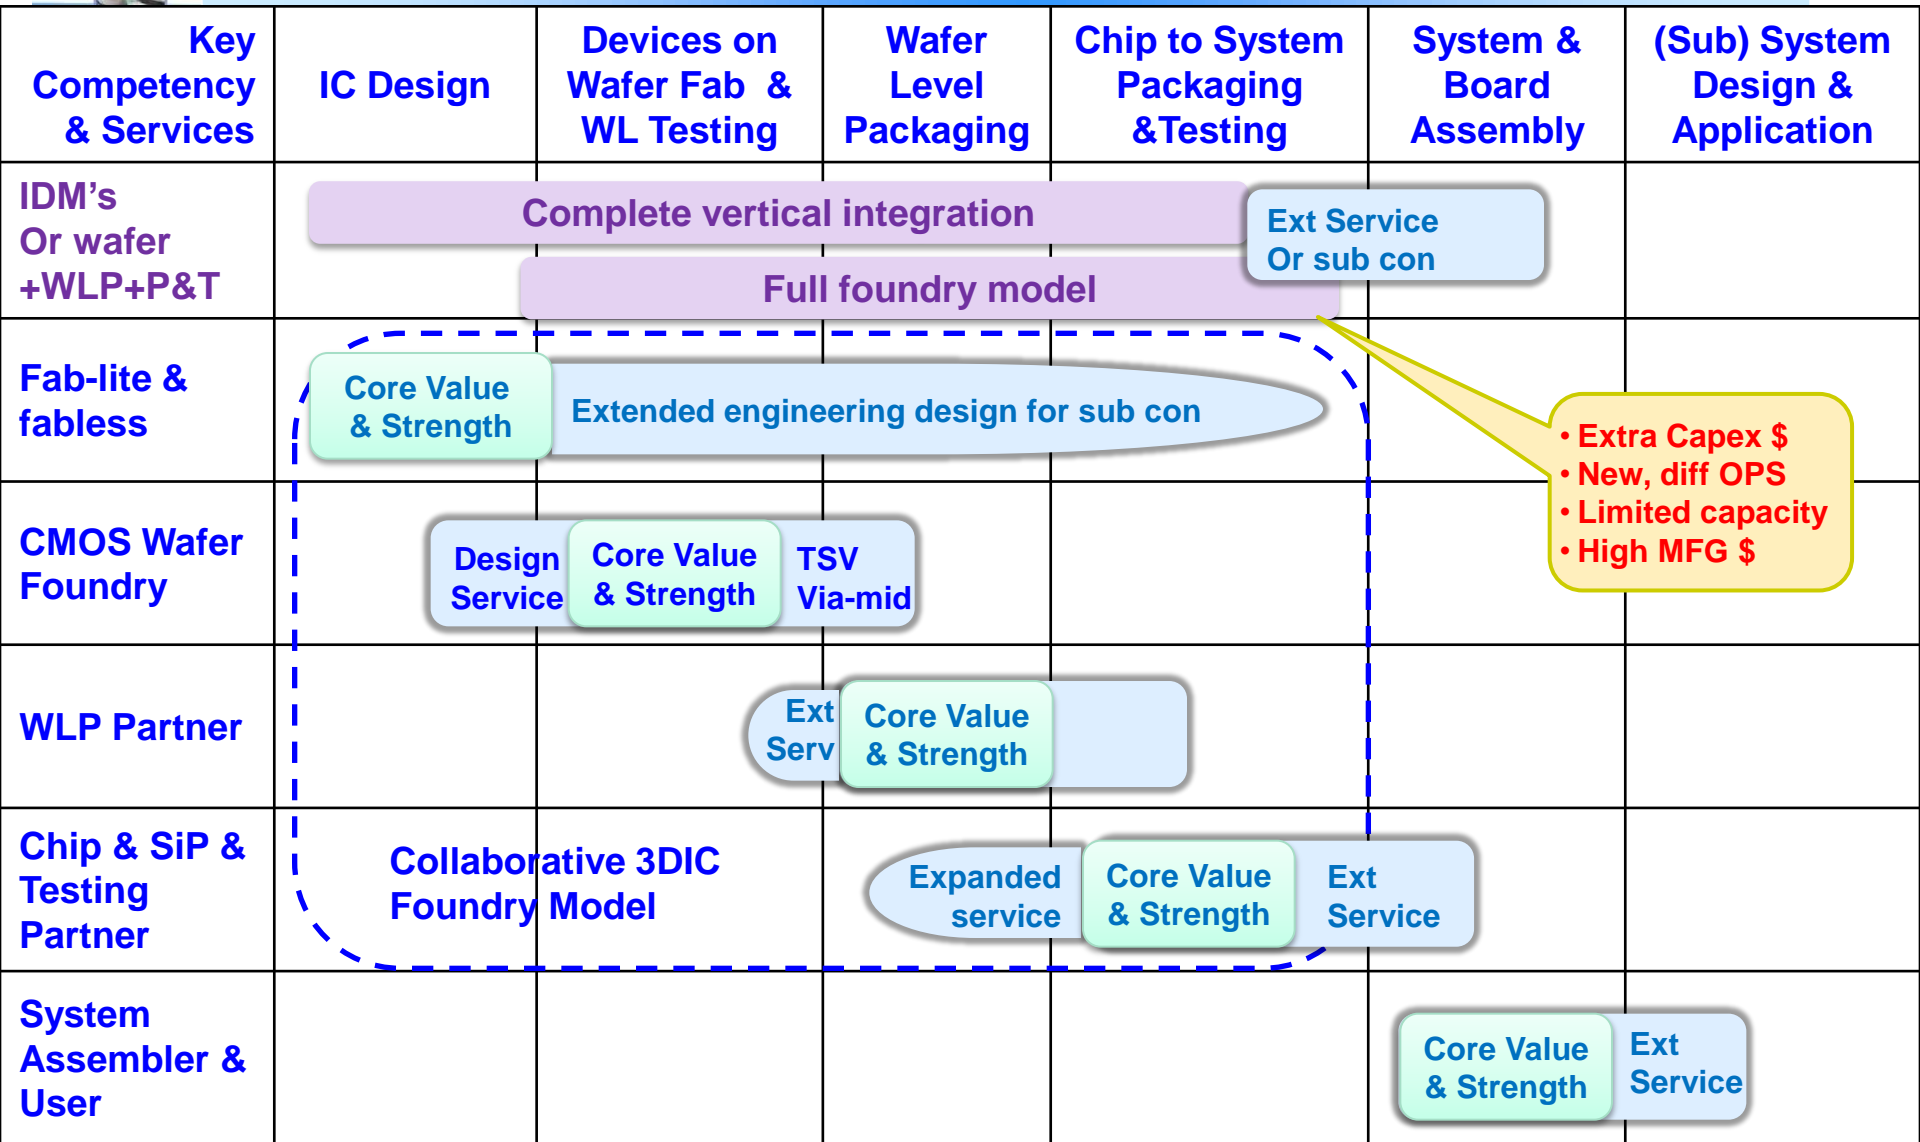 Key
Competency
& Services
IC Design
Devices on
Wafer Fab &
WL Testing
Wafer
Level
Packaging
Chip to System
Packaging
&Testing
System &
Board
Assembly
(Sub) System
Design &
Application
IDM’s
Or wafer
+WLP+P&T
Complete vertical integration
Full foundry model
Ext Service
Or sub con
Fab-lite &
fabless
Core Value
& Strength
Extended engineering design for sub con
• Extra Capex $
• New, diff OPS
• Limited capacity
• High MFG $
CMOS Wafer
Foundry
Design
Service
Core Value
& Strength
TSV
Via-mid
WLP Partner
Ext
Serv
Core Value
& Strength
Chip & SiP &
Testing
Partner
Collaborative 3DIC
Foundry Model
Expanded
service
Core Value
& Strength
Ext
Service
System
Assembler &
User
Core Value
& Strength
Ext
Service